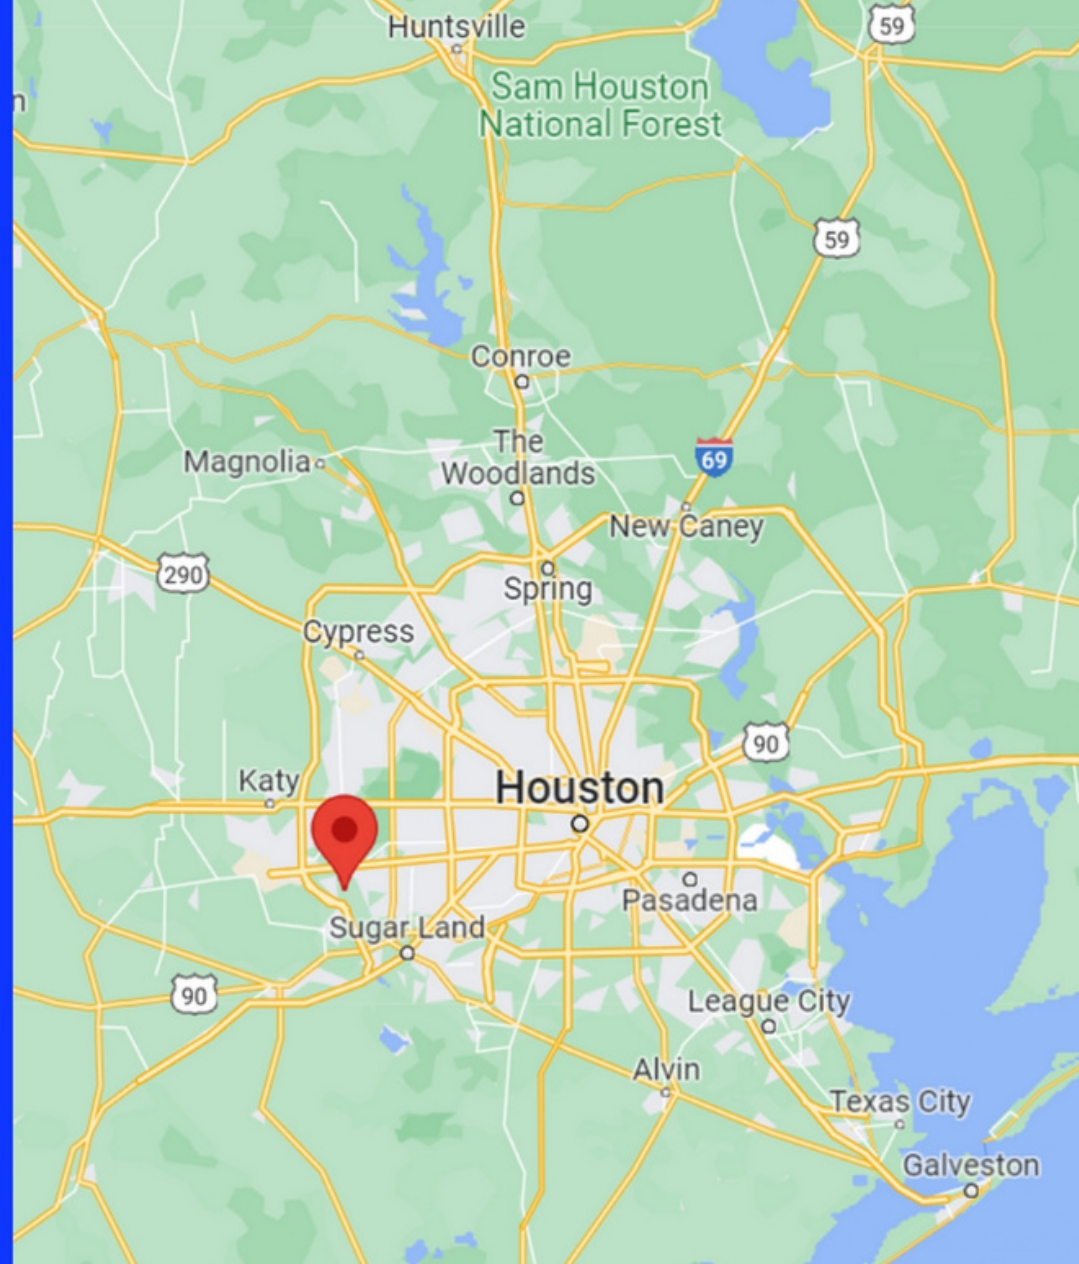 Huntsville
59
Sam Houston
National Forest
n
59
Conroe
The
Woodlands
Magnolia
69
New Caney
290
Spring
Cypress
90
Katy
Houston
Pasadena
Sugar Land
90
League City
Alvin
Texas City
Galveston